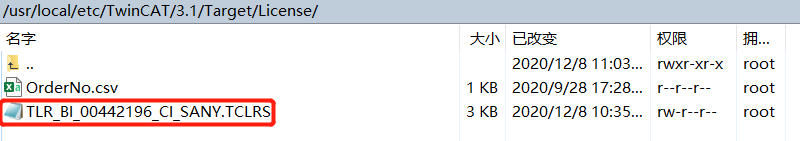 /usr/local/etc/TwinCAT/3.1/Target/License/
名字 大小 已改变 权限 拥...
.. 2020/12/8 11:03... rwxr-xr-x root
OrderNo.csv 1 KB 2020/9/28 17:28... r--r--r-- root
TLR_BI_00442196_CI_SANY.TCLRS 3 KB 2020/12/8 10:35... rw-r--r-- root